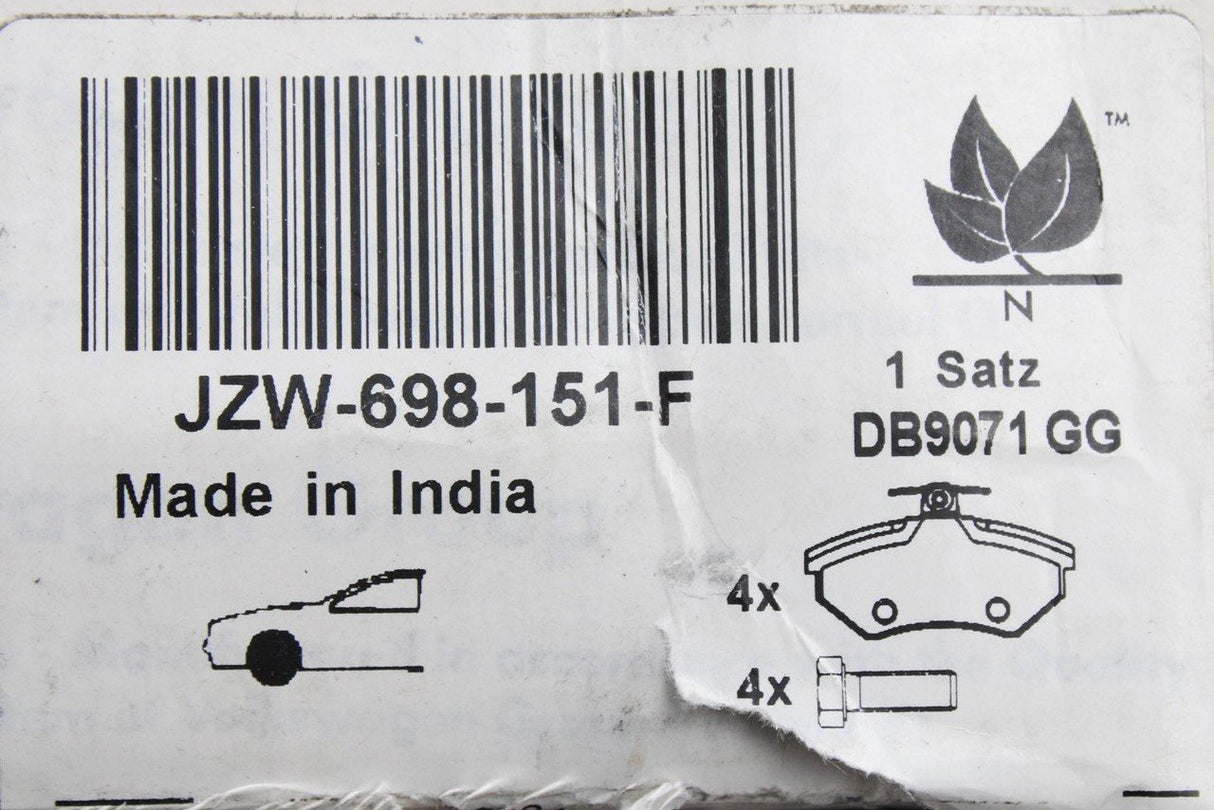 JZW-698-151-F
Made in India
TM
N
1 Satz
DB9071 GG
4x
4x